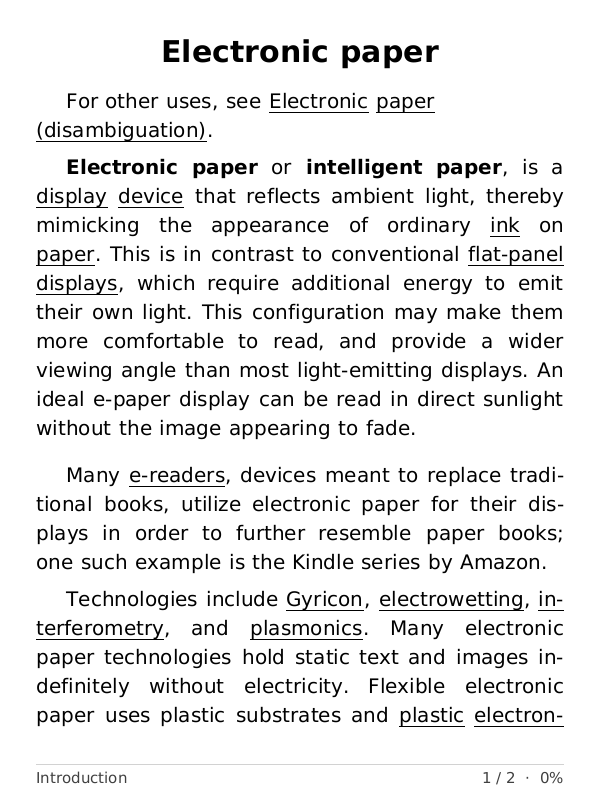 Electronic paper
For other uses, see Electronic paper
(disambiguation).
Electronic paper or intelligent paper, is a
display device that reflects ambient light, thereby
mimicking the appearance of ordinary ink on
paper. This is in contrast to conventional flat-panel
displays, which require additional energy to emit
their own light. This configuration may make them
more comfortable to read, and provide a wider
viewing angle than most light-emitting displays. An
ideal e-paper display can be read in direct sunlight
without the image appearing to fade.
Many e-readers, devices meant to replace tradi-
tional books, utilize electronic paper for their dis-
plays in order to further resemble paper books;
one such example is the Kindle series by Amazon.
Technologies include Gyricon, electrowetting, in-
terferometry, and plasmonics. Many electronic
paper technologies hold static text and images in-
definitely without electricity. Flexible electronic
paper uses plastic substrates and plastic electron-
Introduction 1 / 2 · 0%